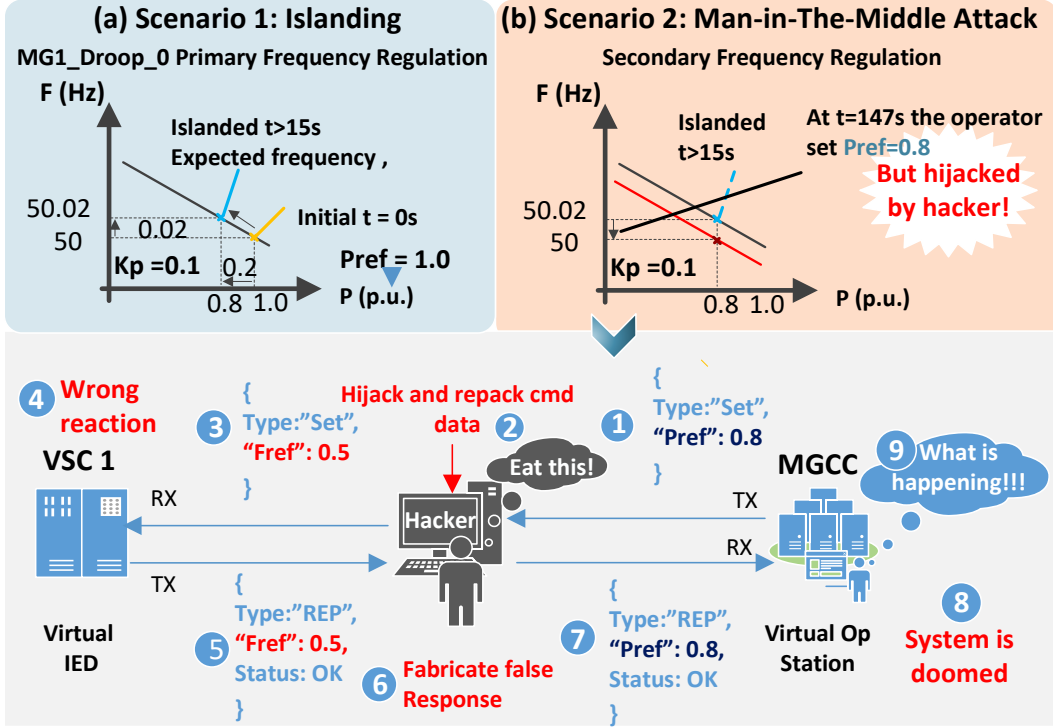 (a) Scenario 1: Islanding
MG1_Droop_0 Primary Frequency Regulation
F (Hz)
Islanded t>15s
Expected frequency ,
50.02
50
0.02
Initial t = 0s
Kp =0.1
0.2
Pref = 1.0
0.8
1.0
P (p.u.)
(b) Scenario 2: Man-in-The-Middle Attack
Secondary Frequency Regulation
F (Hz)
Islanded
t>15s
At t=147s the operator
set Pref=0.8
But hijacked
by hacker!
50.02
50
Kp =0.1
0.8
1.0
P (p.u.)
4
Wrong
reaction
3
{
Type:”Set”,
“Fref”: 0.5
}
Hijack and repack cmd
data
2
Eat this!
1
{
Type:”Set”,
“Pref”: 0.8
}
9
What is
happening!!!
VSC 1
MGCC
RX
TX
Hacker
TX
RX
Virtual
IED
5
{
Type:”REP”,
“Fref”: 0.5,
Status: OK
}
6
Fabricate false
Response
7
{
Type:”REP”,
“Pref”: 0.8,
Status: OK
}
Virtual Op
Station
8
System is
doomed